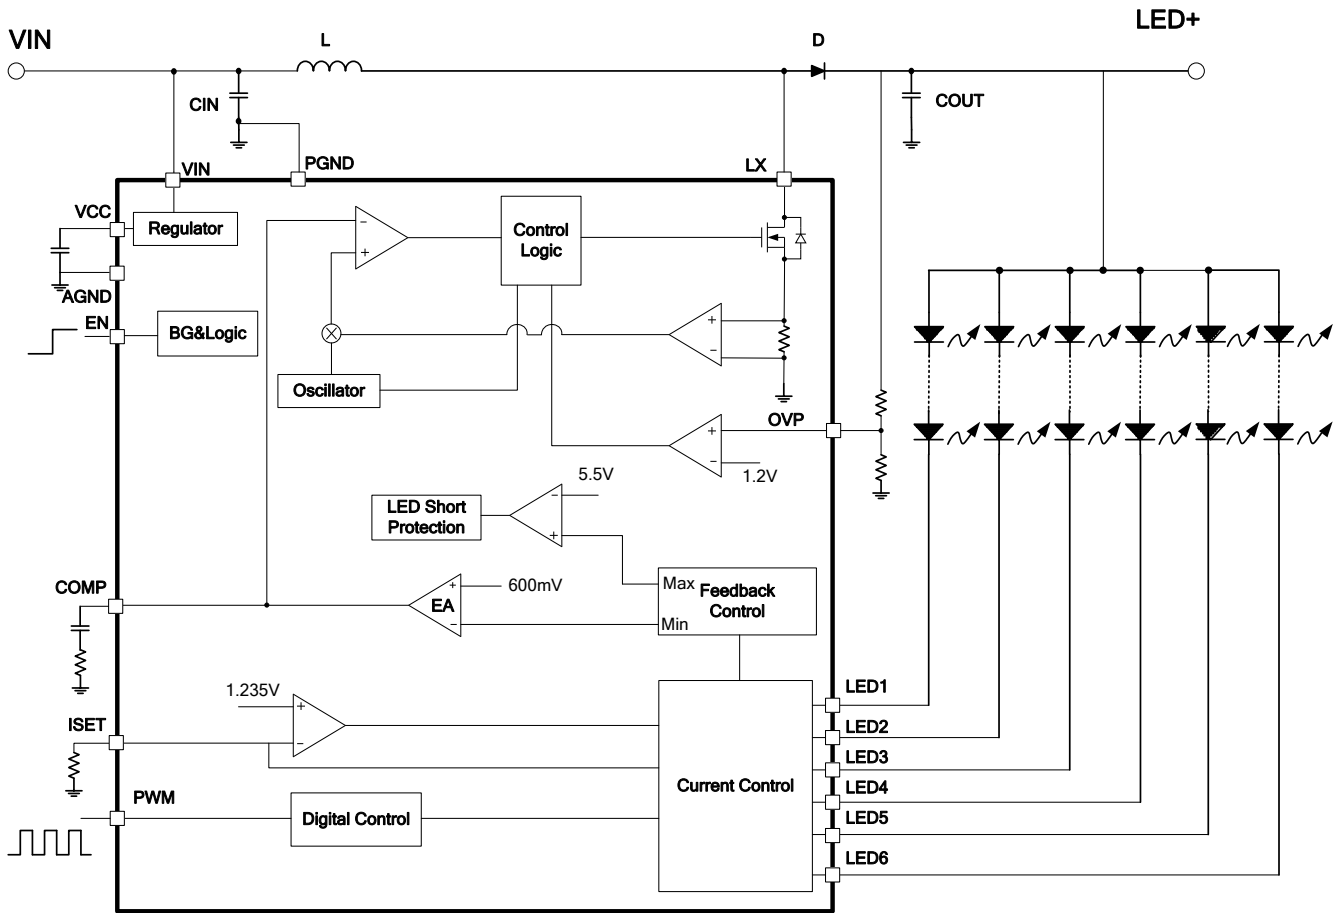 LED+
VIN
L
D
CIN
COUT
VIN
PGND
LX
VCC
Regulator
Control
Logic
-
+
AGND
EN
BG&Logic
+
-
Oscillator
OVP
+
-
1.2V
5.5V
LED Short
Protection
-
+
COMP
EA
+
-
600mV
Max
Min
Feedback
Control
1.235V
LED1
ISET
+
-
LED2
LED3
Current Control
LED4
PWM
Digital Control
LED5
LED6